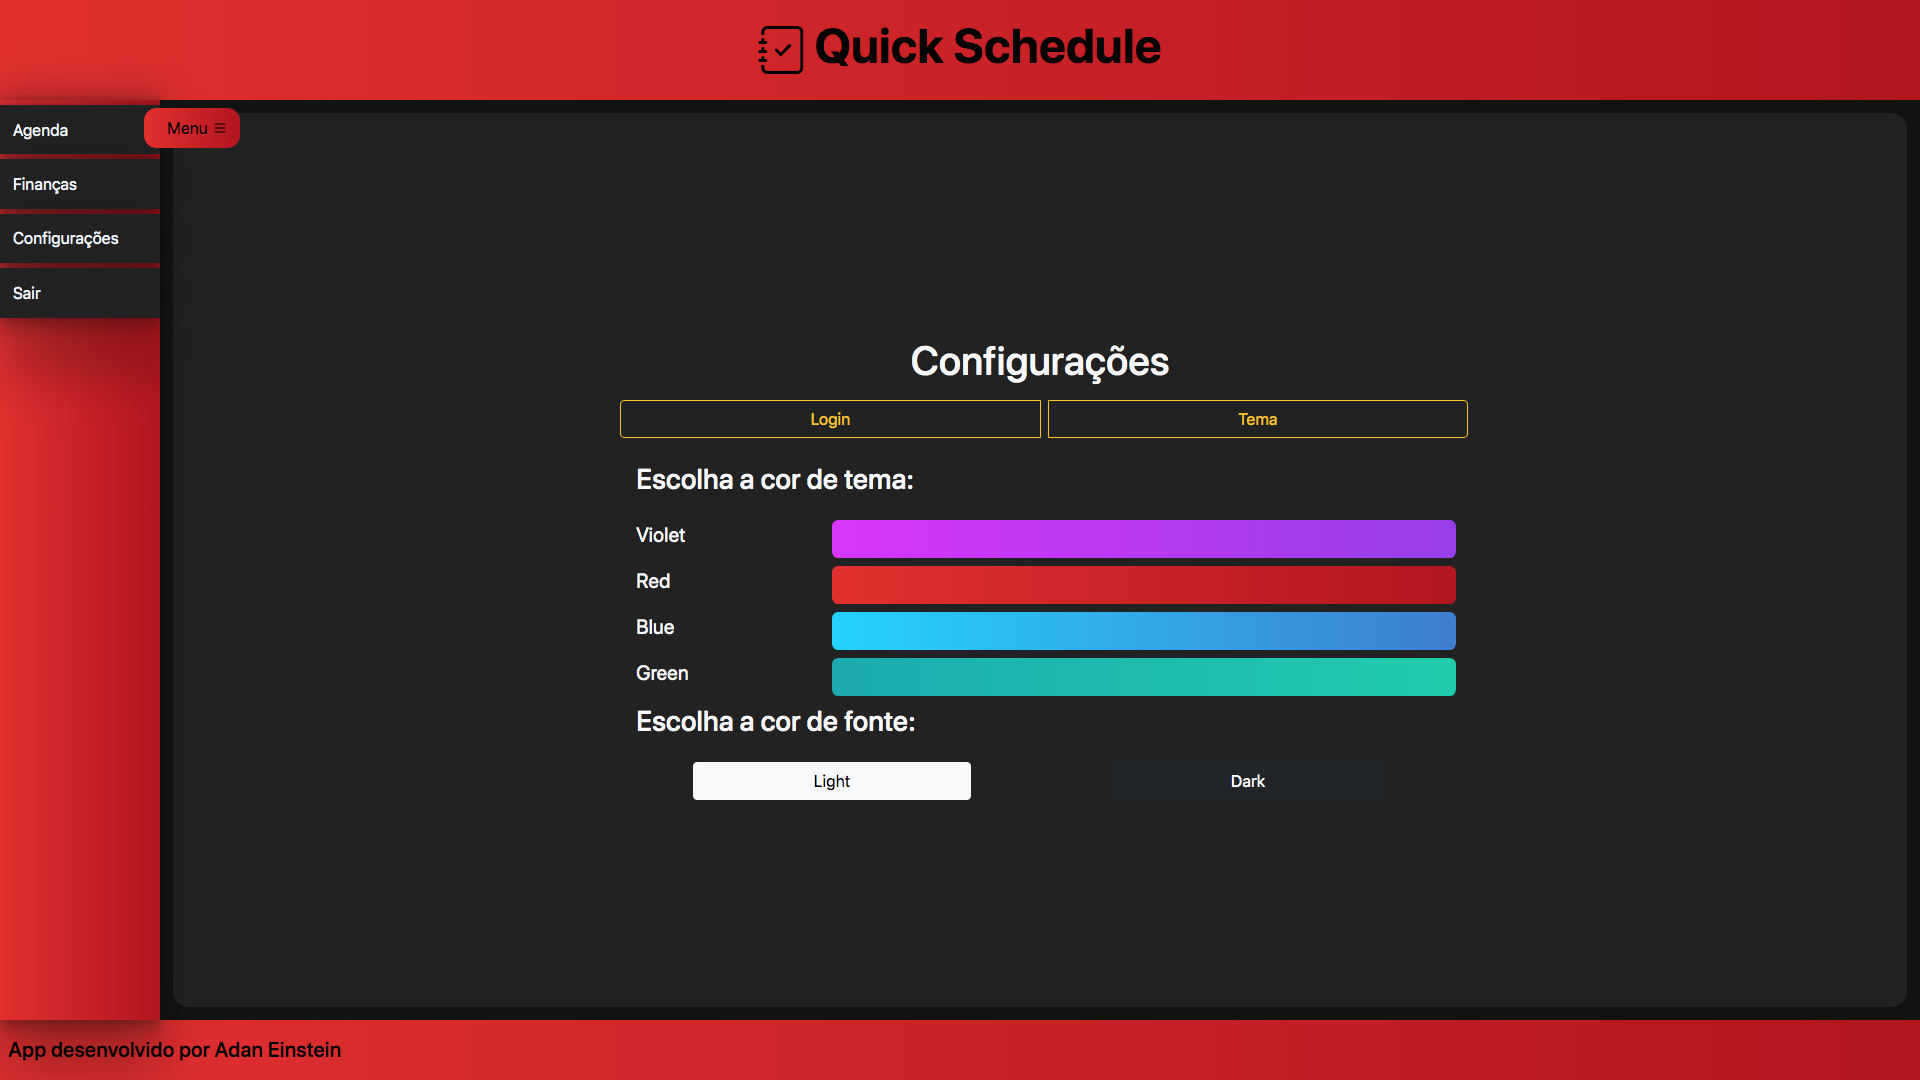 Quick Schedule
Menu
Agenda
Finanças
Configurações
Sair
Configurações
Login
Tema
Escolha a cor de tema:
Violet
Red
Blue
Green
Escolha a cor de fonte:
Light
Dark
App desenvolvido por Adan Einstein